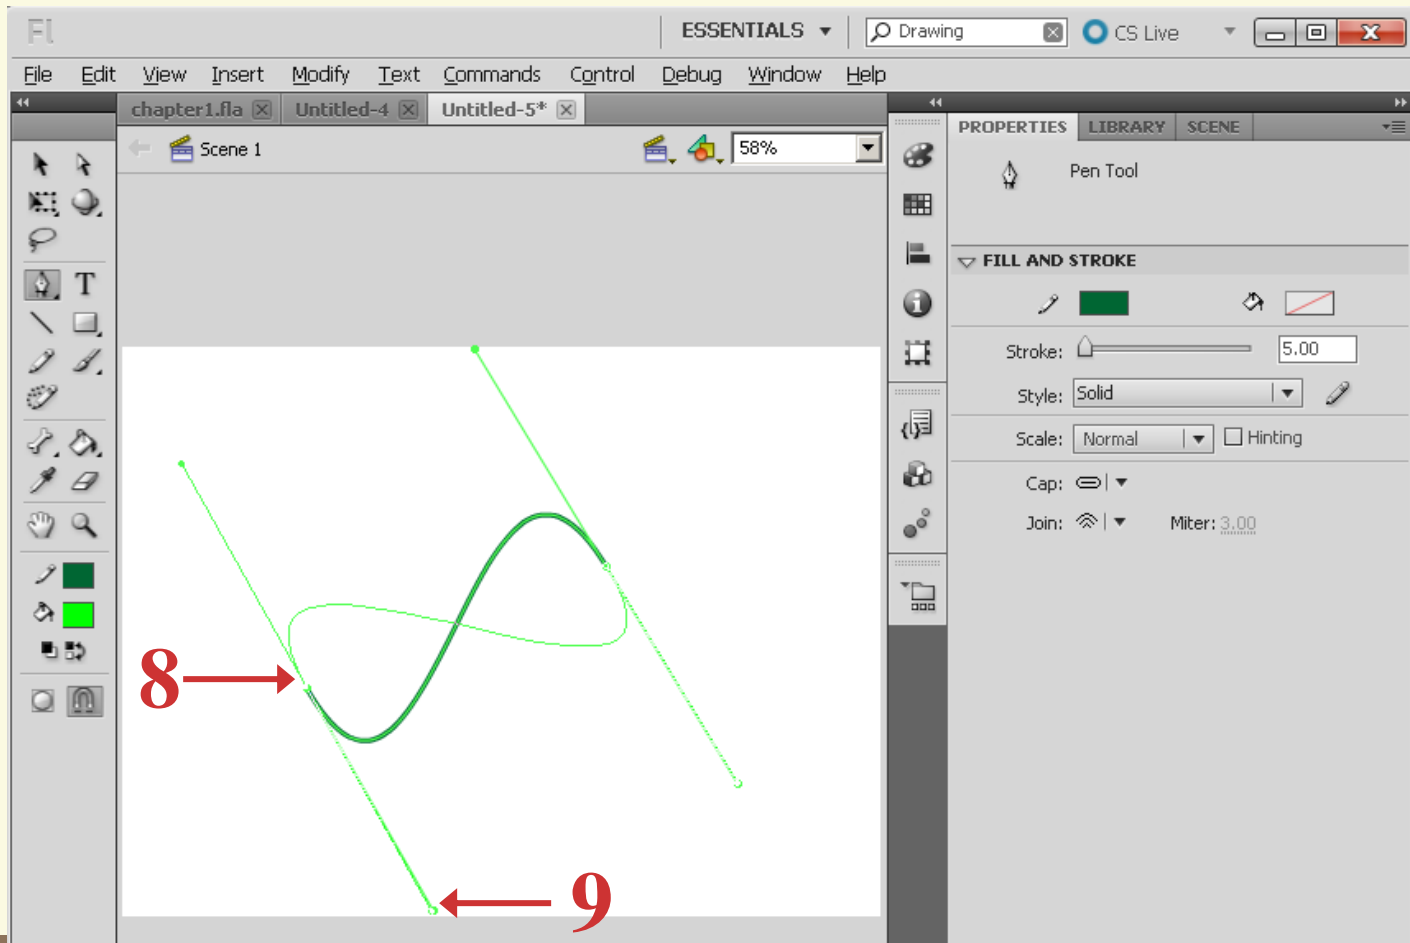 Fl
ESSENTIALS
Drawing
CS Live
File Edit View Insert Modify Text Commands Control Debug Window Help
chapter1.fla Untitled-4 Untitled-5*
PROPERTIES LIBRARY SCENE
Scene 1
58%
Pen Tool
FILL AND STROKE
T
Stroke: 5.00
Style: Solid
Scale: Normal Hinting
Cap:
Join: Miter: 3.00
8
9